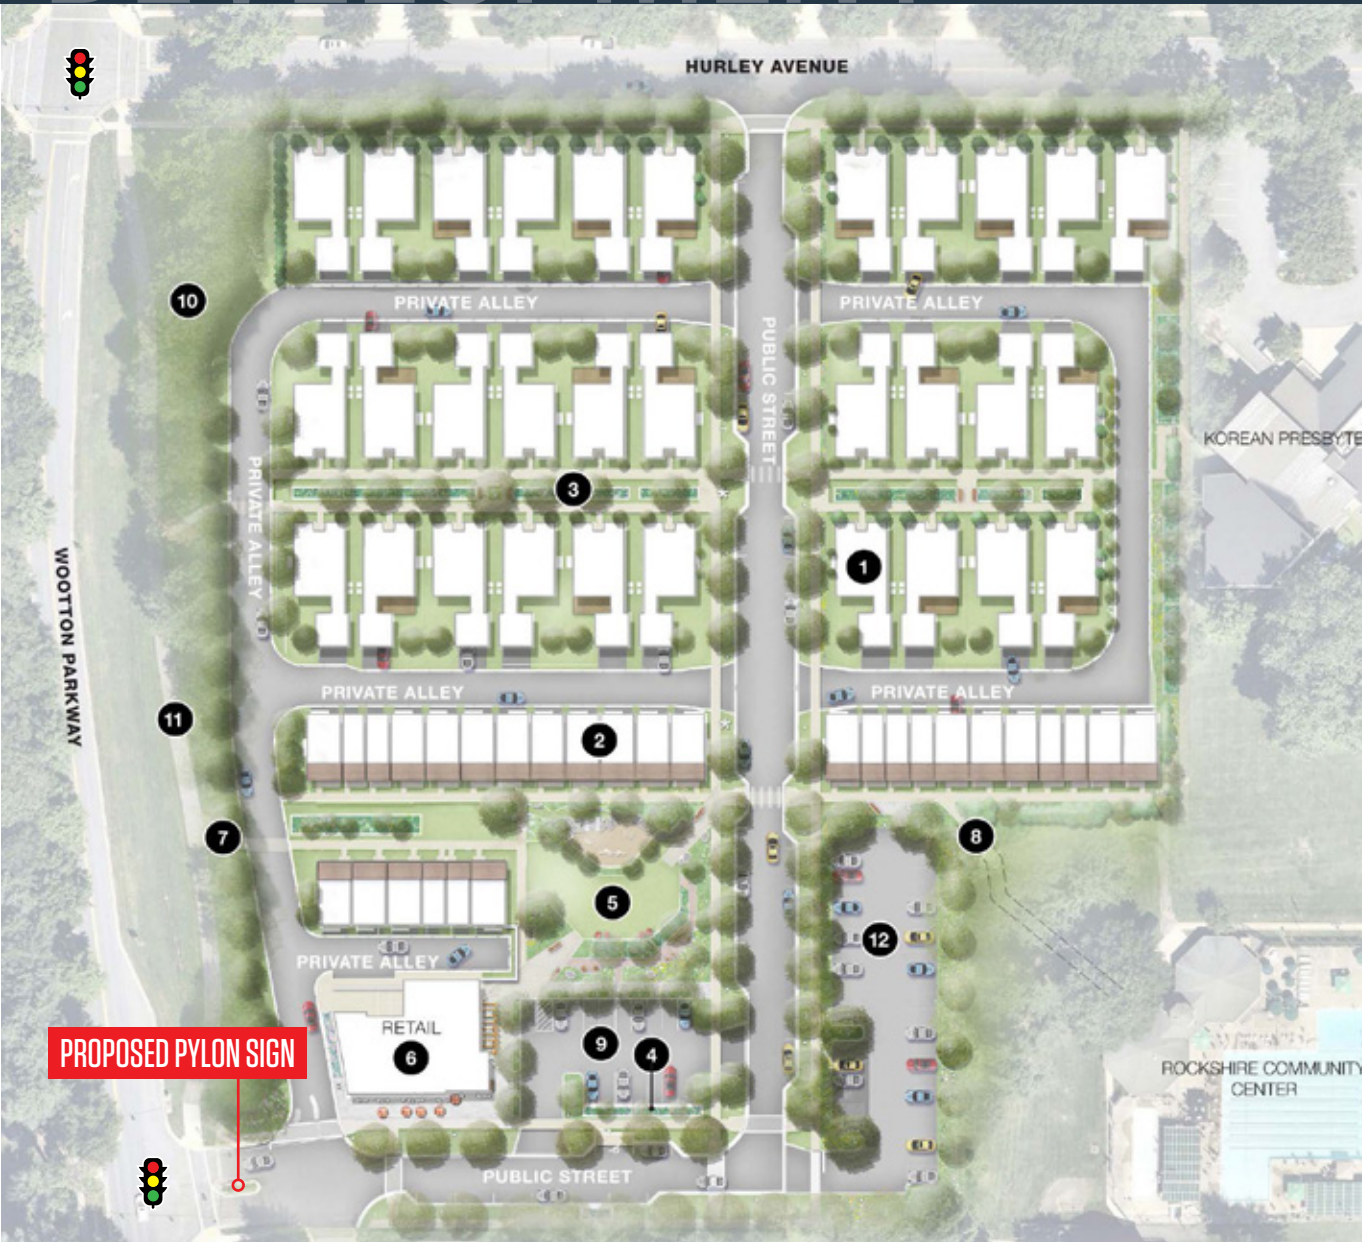 HURLEY AVENUE
10
PRIVATE ALLEY
PRIVATE ALLEY
PUBLIC STREET
KOREAN PRESBYTE
PRIVATE ALLEY
3
1
WOOTTON PARKWAY
PRIVATE ALLEY
PRIVATE ALLEY
11
2
7
8
5
12
PRIVATE ALLEY
RETAIL
6
9
4
PROPOSED PYLON SIGN
ROCKSHIRE COMMUNITY
CENTER
PUBLIC STREET